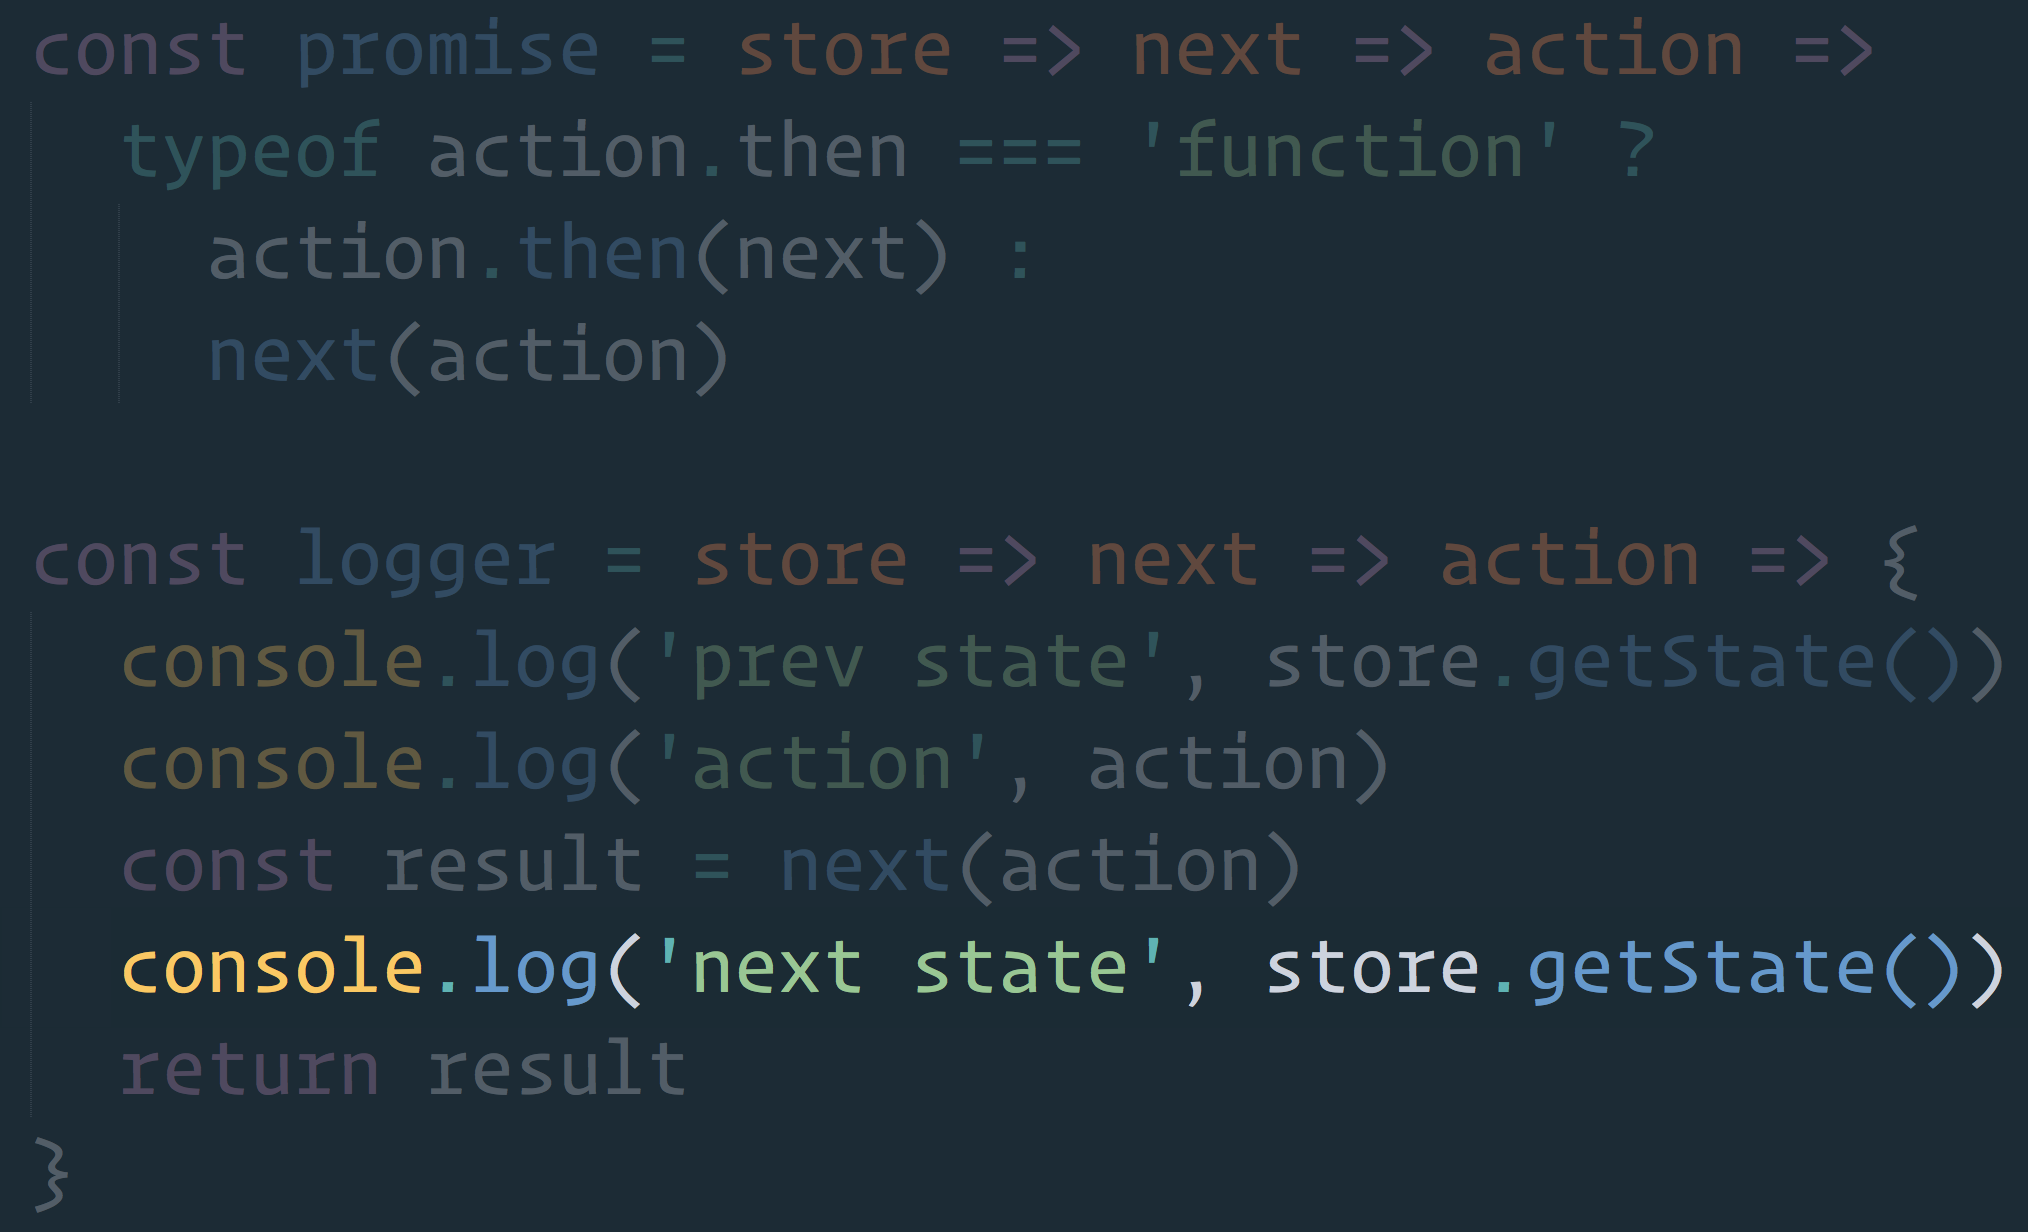 const promise = store => next => action =>
  typeof action.then === 'function' ?
    action.then(next) :
    next(action)

const logger = store => next => action => {
  console.log('prev state', store.getState())
  console.log('action', action)
  const result = next(action)
  console.log('next state', store.getState())
  return result
}